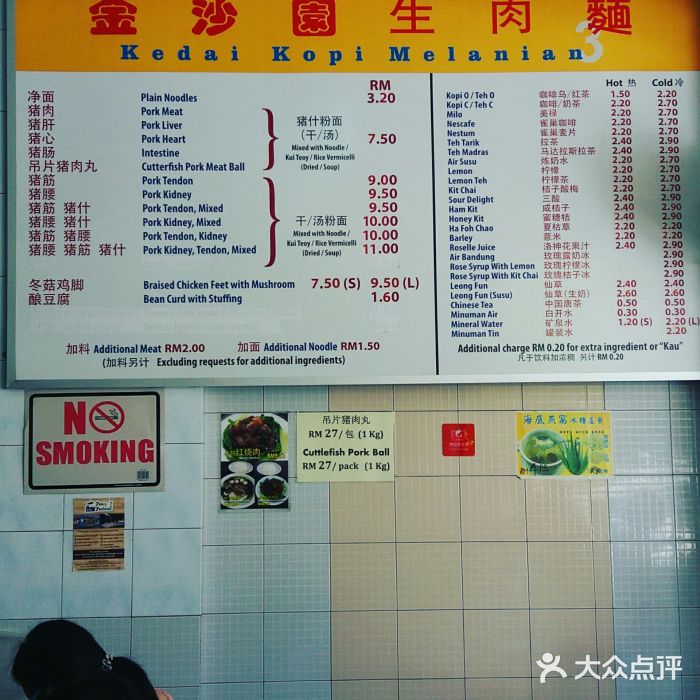 金沙園生肉麵
Kedai Kopi Melanian 3
RM
净面 Plain Noodles 3.20
猪肉 Pork Meat
猪肝 Pork Liver
猪心 Pork Heart
猪肠 Intestine
吊片猪肉丸 Cutterfish Pork Meat Ball
猪什粉面
(干/汤) 7.50
Mixed with Noodle /
Kui Teoy / Rice Vermicelli
(Dried / Soup)
猪筋 Pork Tendon 9.00
猪腰 Pork Kidney 9.50
猪筋 猪什 Pork Tendon, Mixed 9.50
猪腰 猪什 Pork Kidney, Mixed 10.00
猪筋 猪腰 Pork Tendon, Kidney 10.00
猪腰 猪筋 猪什 Pork Kidney, Tendon, Mixed 11.00
干/汤粉面
Mixed with Noodle /
Kui Teoy / Rice Vermicelli
(Dried / Soup)
冬菇鸡脚 Braised Chicken Feet with Mushroom 7.50 (S) 9.50 (L)
酿豆腐 Bean Curd with Stuffing 1.60
加料 Additional Meat RM2.00 加面 Additional Noodle RM1.50
(加料另计 Excluding requests for additional ingredients)
Hot 热 Cold 冷
Kopi O / Teh O 咖啡乌/红茶 1.50 2.20
Kopi C / Teh C 咖啡/奶茶 2.20 2.70
Milo 美禄 2.20 2.70
Nescafe 雀巢咖啡 2.20 2.70
Nestum 雀巢麦片 2.20 2.70
Teh Tarik 拉茶 2.40 2.90
Teh Madras 马达拉斯拉茶 2.40 2.90
Air Susu 炼奶水 2.20 2.70
Lemon 柠檬 2.20 2.70
Lemon Teh 柠檬茶 2.20 2.70
Kit Chai 桔子酸梅 2.20 2.70
Sour Delight 三酸 2.40 2.90
Ham Kit 咸桔子 2.40 2.90
Honey Kit 蜜糖桔 2.40 2.90
Ha Foh Chao 夏枯草 2.20 2.20
Barley 薏米 2.20 2.20
Roselle Juice 洛神花果汁 2.40 2.90
Air Bandung 玫瑰露奶冰 2.90
Rose Syrup With Lemon 玫瑰柠檬冰 2.90
Rose Syrup With Kit Chai 玫瑰桔子冰 2.90
Leong Fun 仙草 2.40 2.40
Leong Fun (Susu) 仙草(生奶) 2.60 2.60
Chinese Tea 中国唐茶 0.50 0.50
Minuman Air 白开水 0.30 0.30
Mineral Water 矿泉水 1.20 (S) 2.20 (L)
Minuman Tin 罐装水 2.20
Additional charge RM 0.20 for extra ingredient or "Kau"
凡于饮料加浓稠 另计 RM 0.20
NO
SMOKING
红烧肉
吊片猪肉丸
RM 27/包 (1 Kg)
Cuttlefish Pork Ball
RM 27/pack (1 Kg)
海底燕窝
大众点评